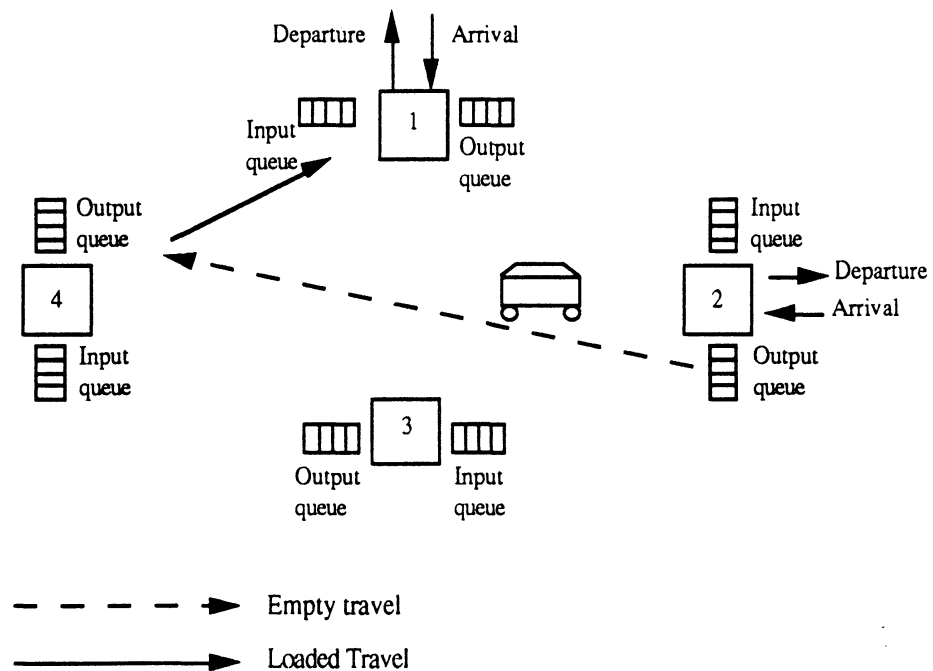 Departure
Arrival
1
Input
queue
Output
queue
Output
queue
4
Input
queue
Input
queue
2
Departure
Arrival
Output
queue
3
Output
queue
Input
queue
Empty travel
Loaded Travel